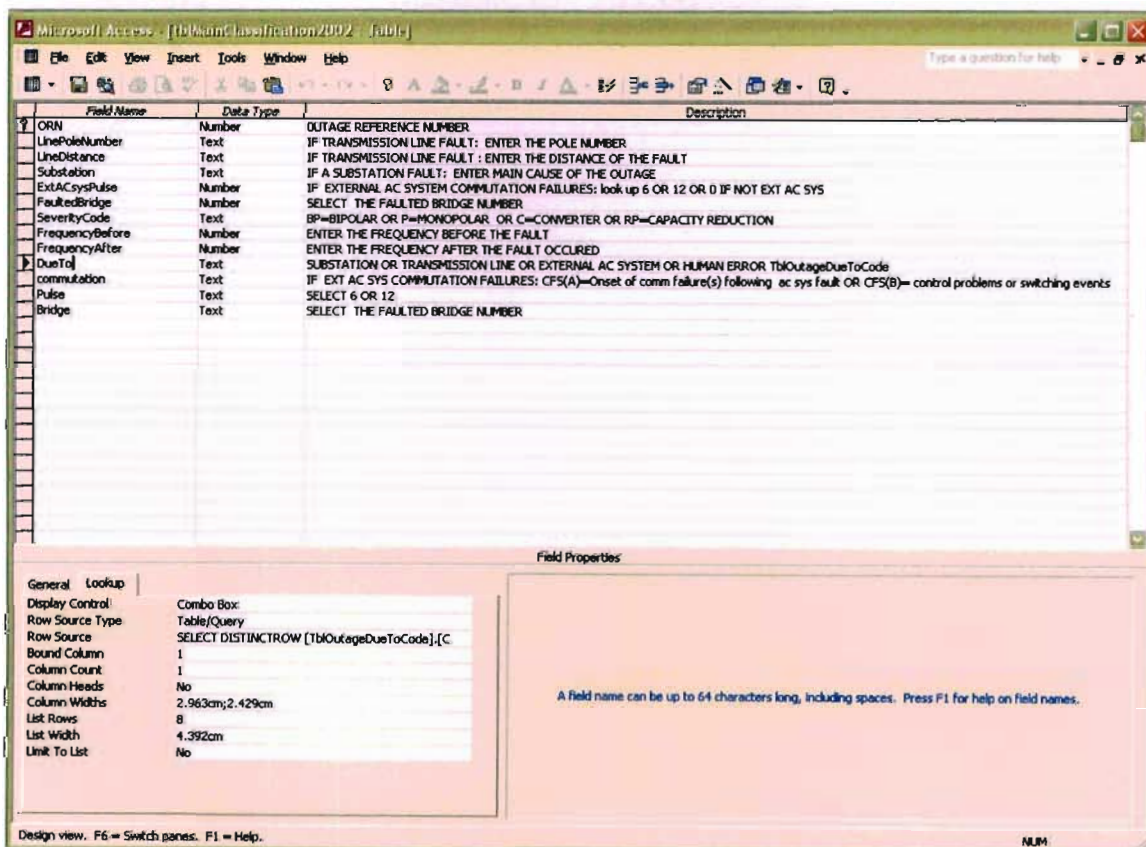 Microsoft Access - [tblMainClassification2002 : Table]
File Edit View Insert Tools Window Help
Type a question for help
Field Name Data Type Description
ORN Number OUTAGE REFERENCE NUMBER
LinePoleNumber Text IF TRANSMISSION LINE FAULT: ENTER THE POLE NUMBER
LineDistance Text IF TRANSMISSION LINE FAULT : ENTER THE DISTANCE OF THE FAULT
Substation Text IF A SUBSTATION FAULT: ENTER MAIN CAUSE OF THE OUTAGE
ExtACsysPulse Number IF EXTERNAL AC SYSTEM COMMUTATION FAILURES: look up 6 OR 12 OR 0 IF NOT EXT AC SYS
FaultedBridge Number SELECT THE FAULTED BRIDGE NUMBER
SeverityCode Text BP=BIPOLAR OR P=MONOPOLAR OR C=CONVERTER OR RP=CAPACITY REDUCTION
FrequencyBefore Number ENTER THE FREQUENCY BEFORE THE FAULT
FrequencyAfter Number ENTER THE FREQUENCY AFTER THE FAULT OCCURED
DueTo Text SUBSTATION OR TRANSMISSION LINE OR EXTERNAL AC SYSTEM OR HUMAN ERROR TblOutageDueToCode
commutation Text IF EXT AC SYS COMMUTATION FAILURES: CFS(A)=Onset of comm failure(s) following ac sys fault OR CFS(B)= control problems or switching events
Pulse Text SELECT 6 OR 12
Bridge Text SELECT THE FAULTED BRIDGE NUMBER
Field Properties
General Lookup
Display Control Combo Box
Row Source Type Table/Query
Row Source SELECT DISTINCTROW [TblOutageDueToCode].[C
Bound Column 1
Column Count 1
Column Heads No
Column Widths 2.963cm;2.429cm
List Rows 8
List Width 4.392cm
Limit To List No
A field name can be up to 64 characters long, including spaces. Press F1 for help on field names.
Design view. F6 = Switch panes. F1 = Help.
NUM